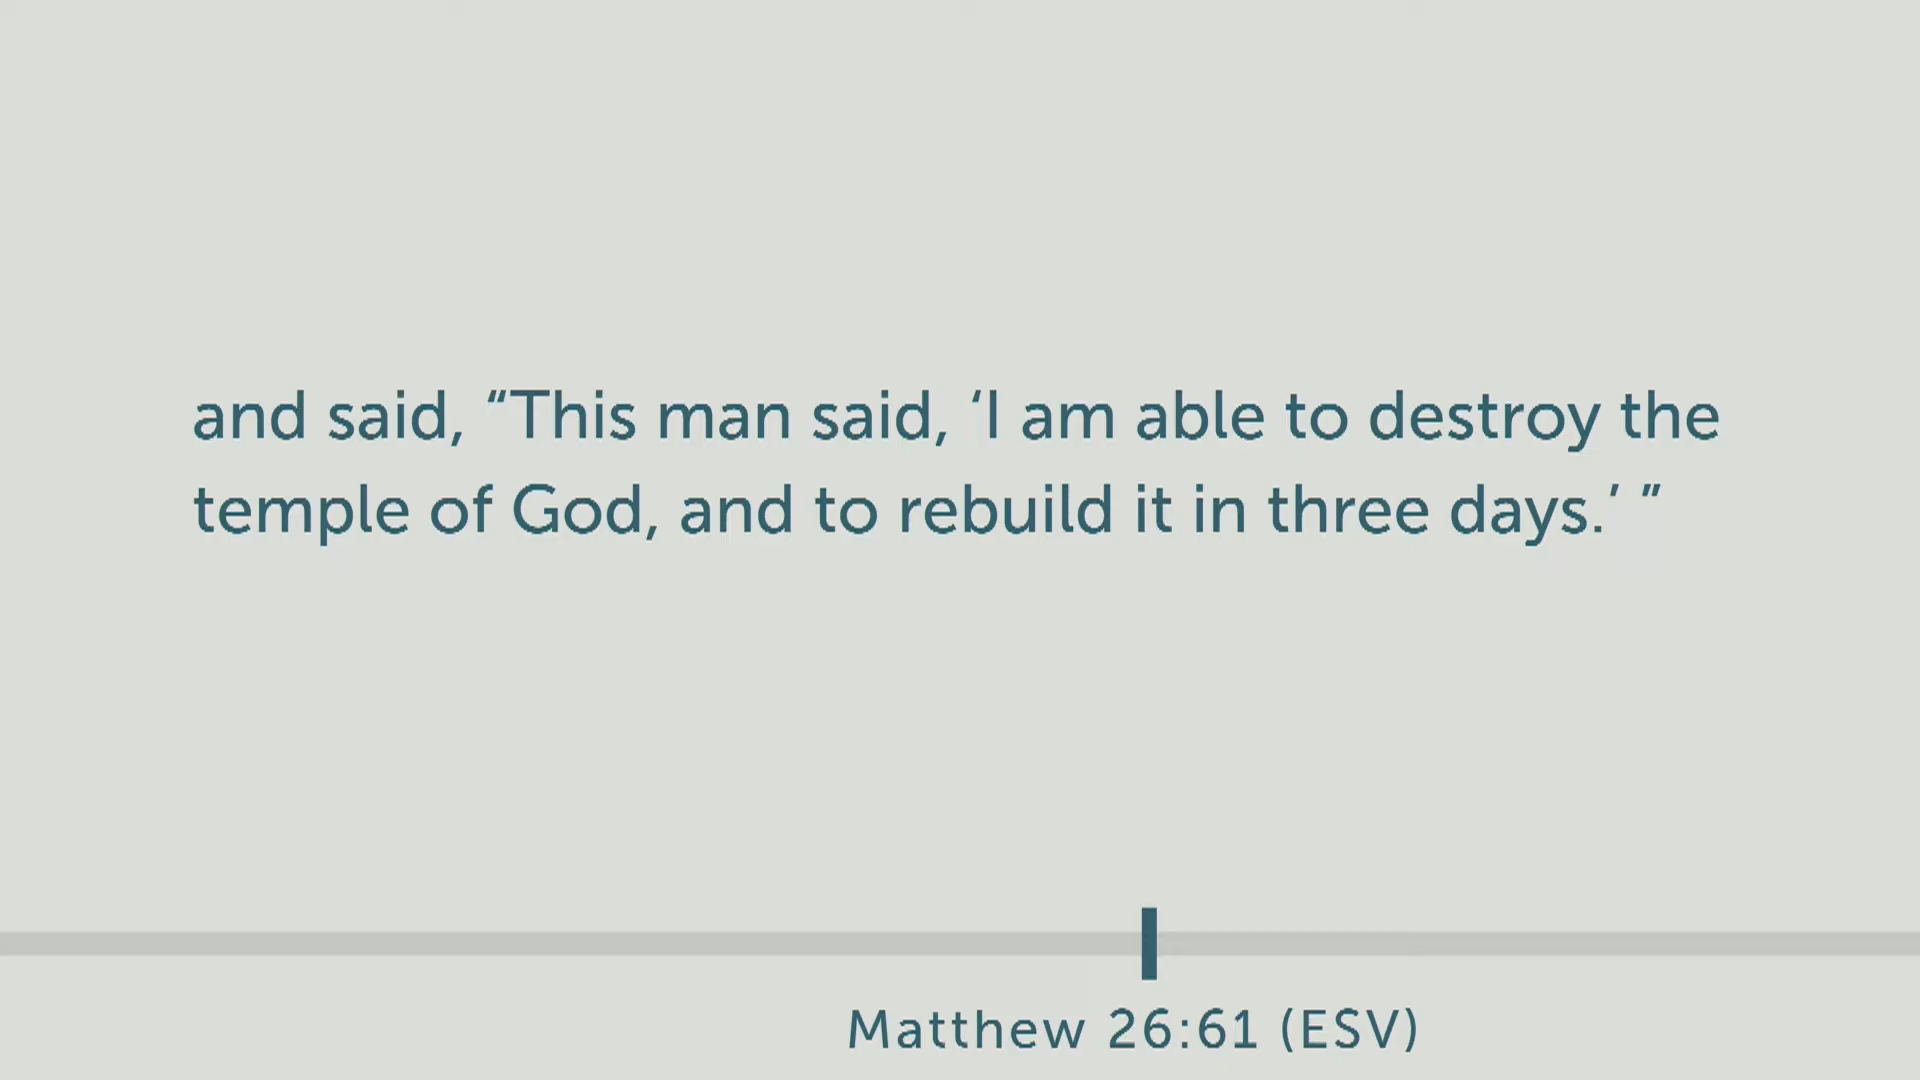 and said, “This man said, ‘I am able to destroy the
temple of God, and to rebuild it in three days.’ ”
Matthew 26:61 (ESV)